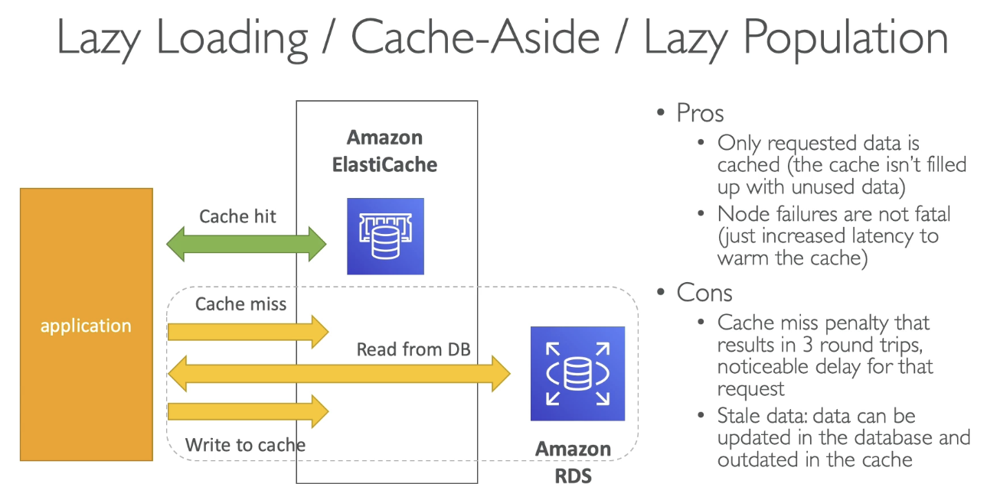 Lazy Loading / Cache-Aside / Lazy Population
Amazon
ElastiCache
Cache hit
application
Cache miss
Read from DB
Write to cache
Amazon
RDS
• Pros
• Only requested data is
cached (the cache isn’t filled
up with unused data)
• Node failures are not fatal
(just increased latency to
warm the cache)
• Cons
• Cache miss penalty that
results in 3 round trips,
noticeable delay for that
request
• Stale data: data can be
updated in the database and
outdated in the cache